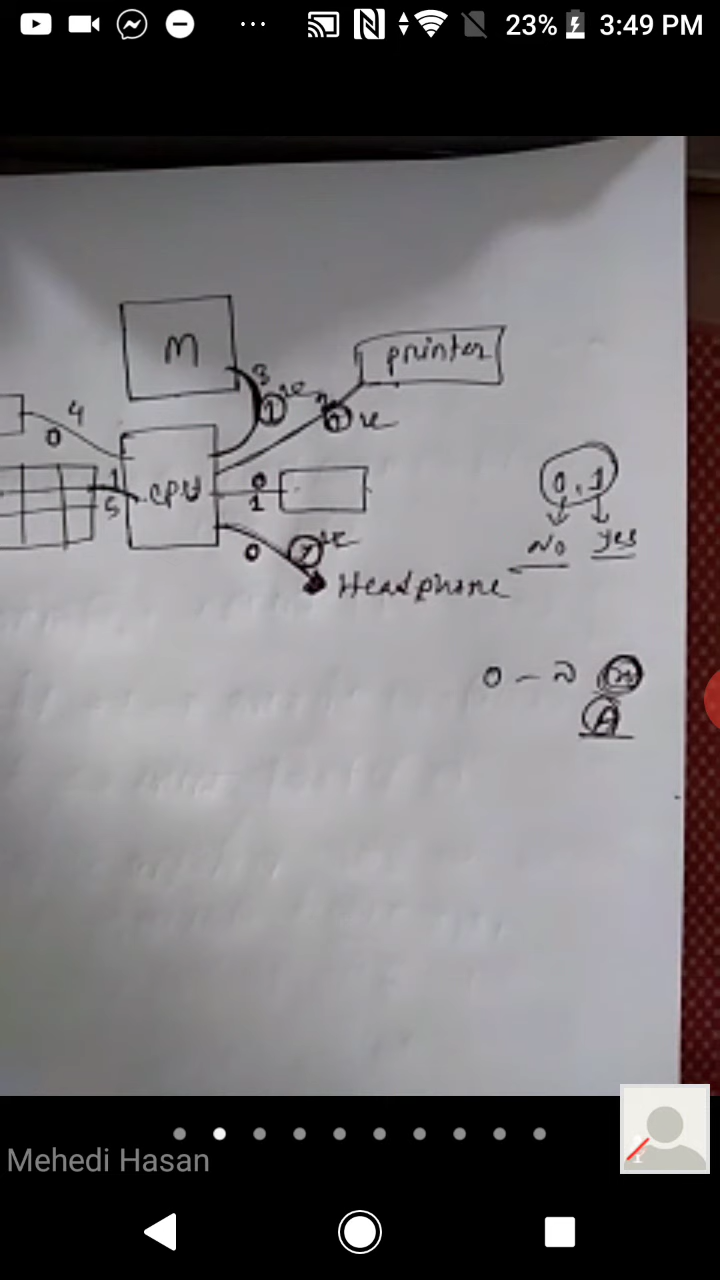 23% 3:49 PM
M
printer
3
1
4
0
CPU
1
5
0
1
0
Headphone
0, 1
No yes
A
Mehedi Hasan